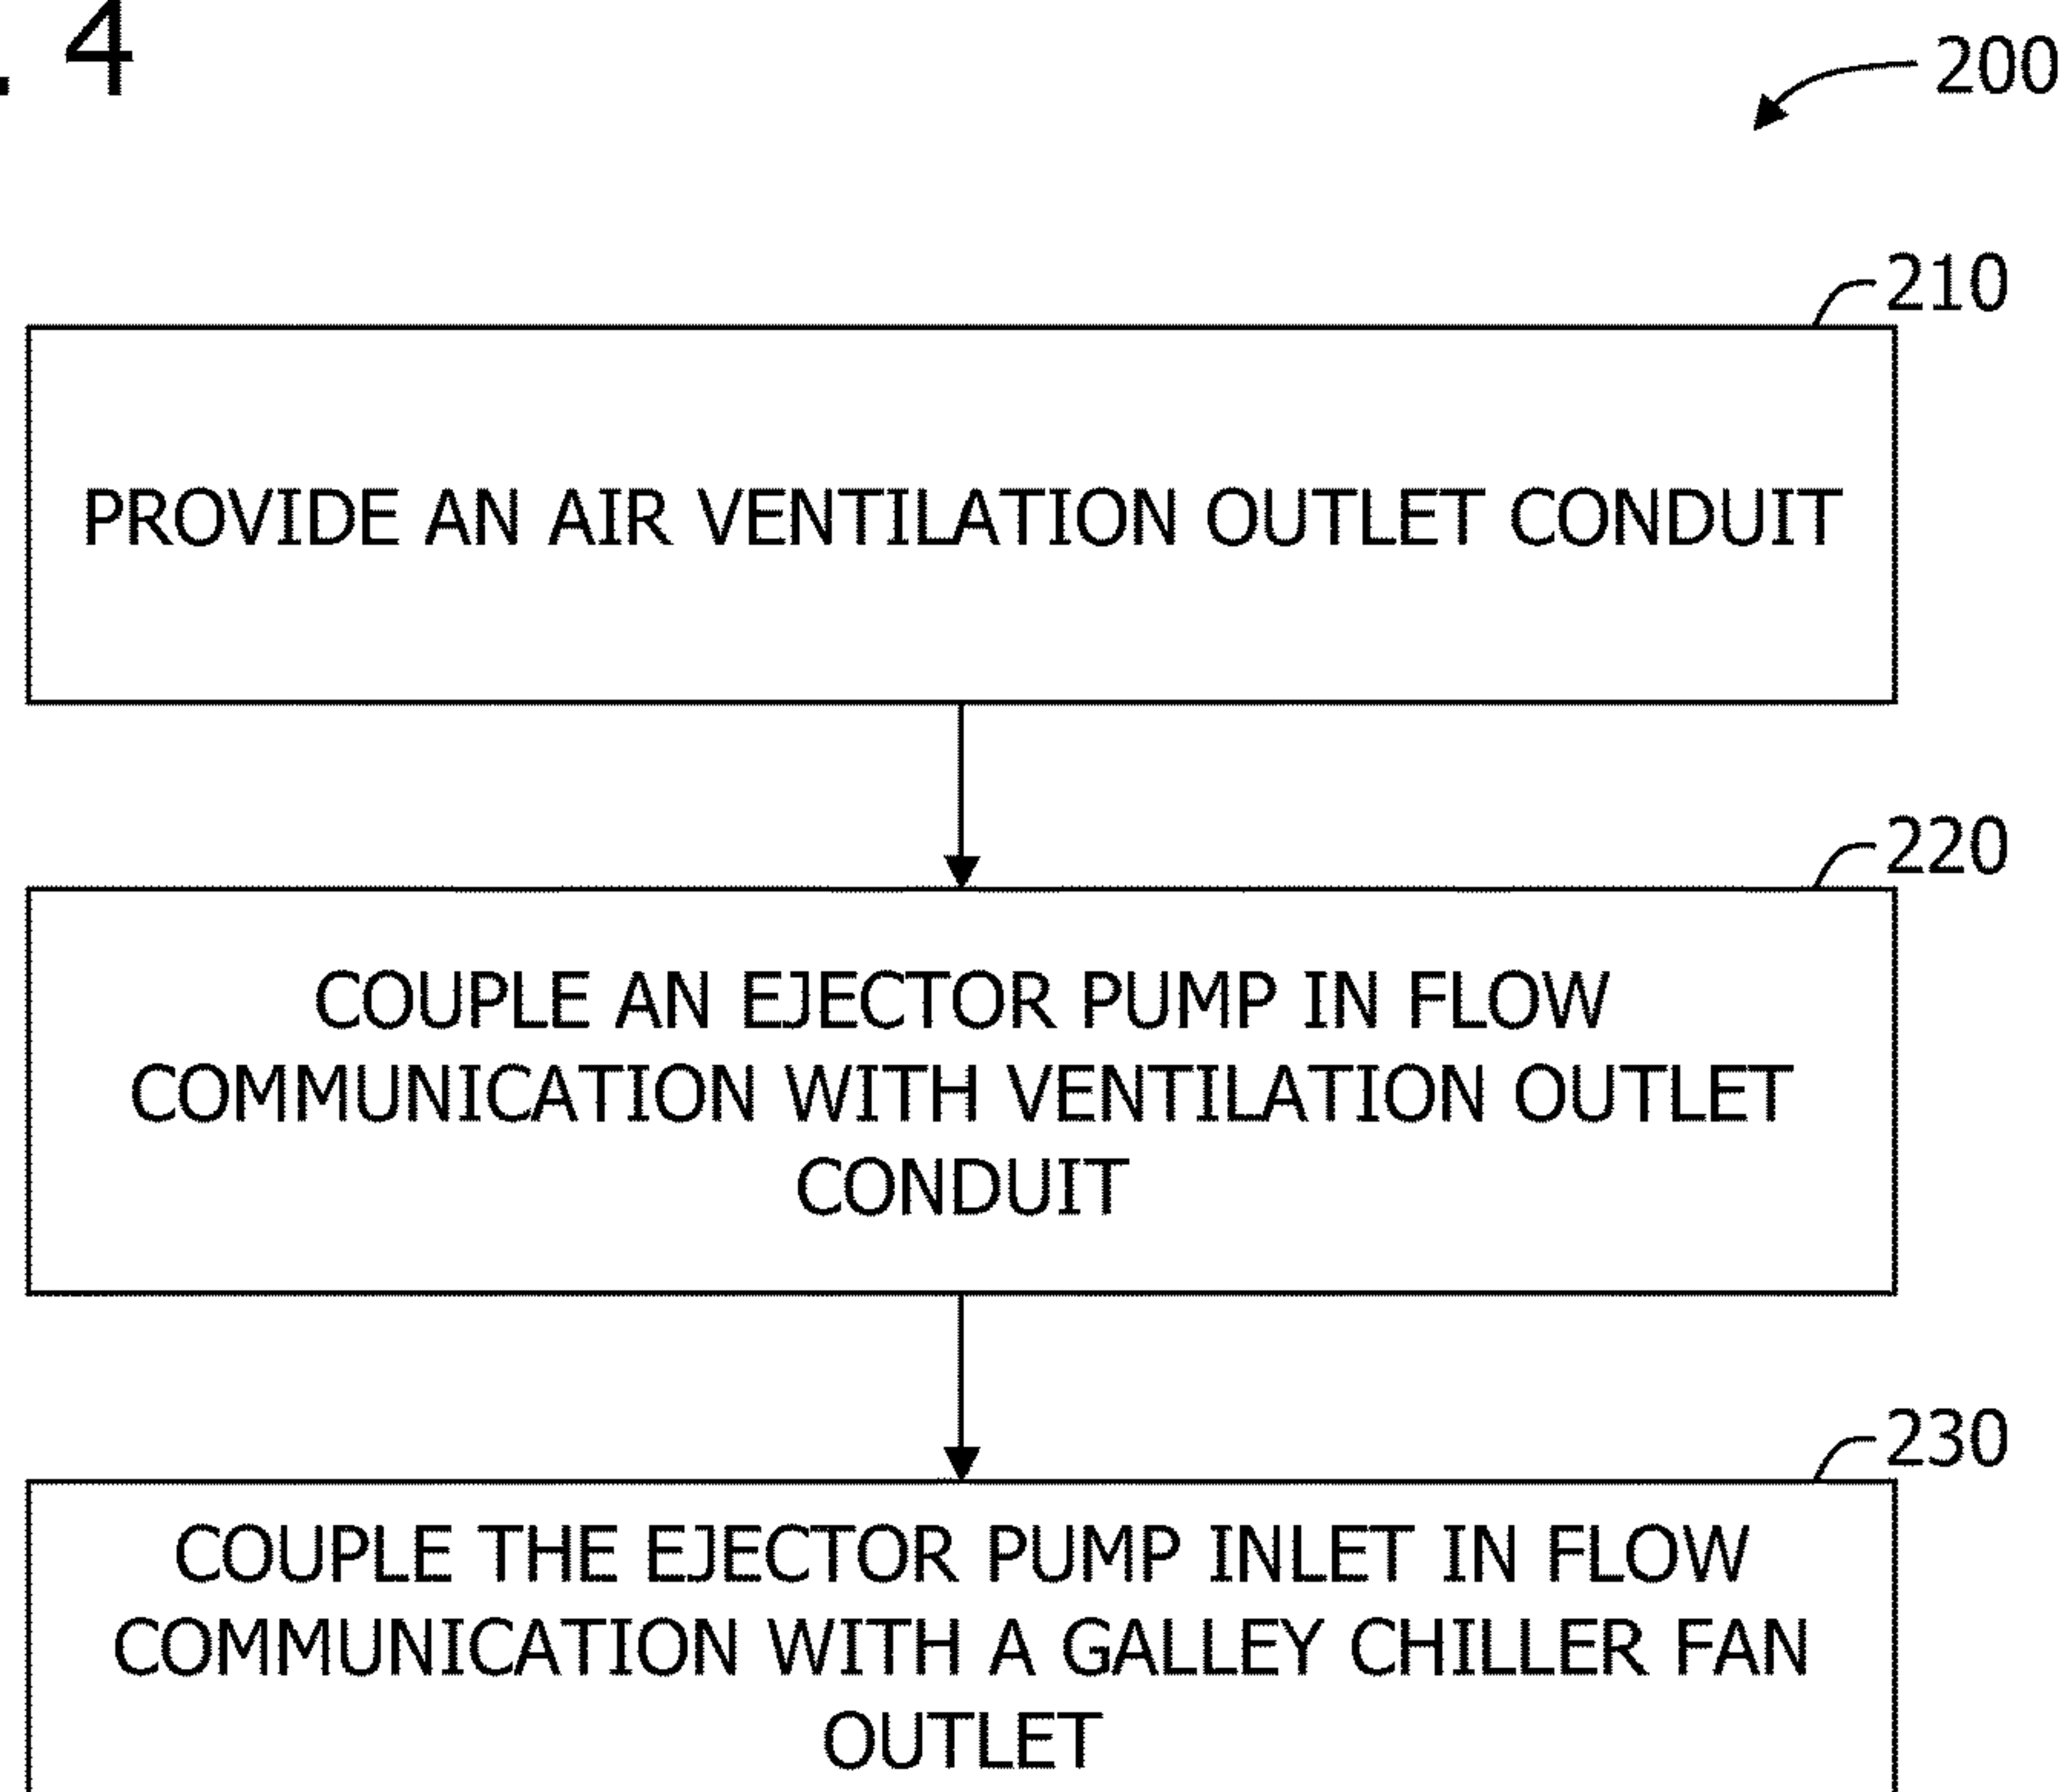 . 4
200
210
PROVIDE AN AIR VENTILATION OUTLET CONDUIT
220
COUPLE AN EJECTOR PUMP IN FLOW
COMMUNICATION WITH VENTILATION OUTLET
CONDUIT
230
COUPLE THE EJECTOR PUMP INLET IN FLOW
COMMUNICATION WITH A GALLEY CHILLER FAN
OUTLET